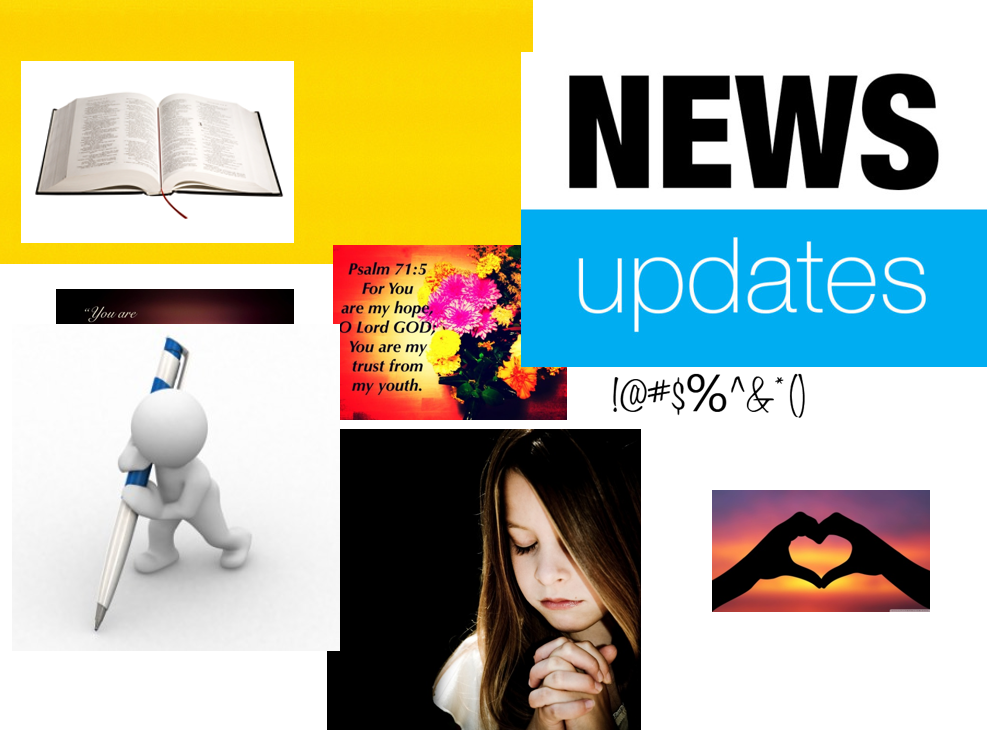 NEWS
updates
Psalm 71:5
For You
are my hope,
O Lord GOD;
You are my
trust from
my youth.
“You are
!@#$%^&*()